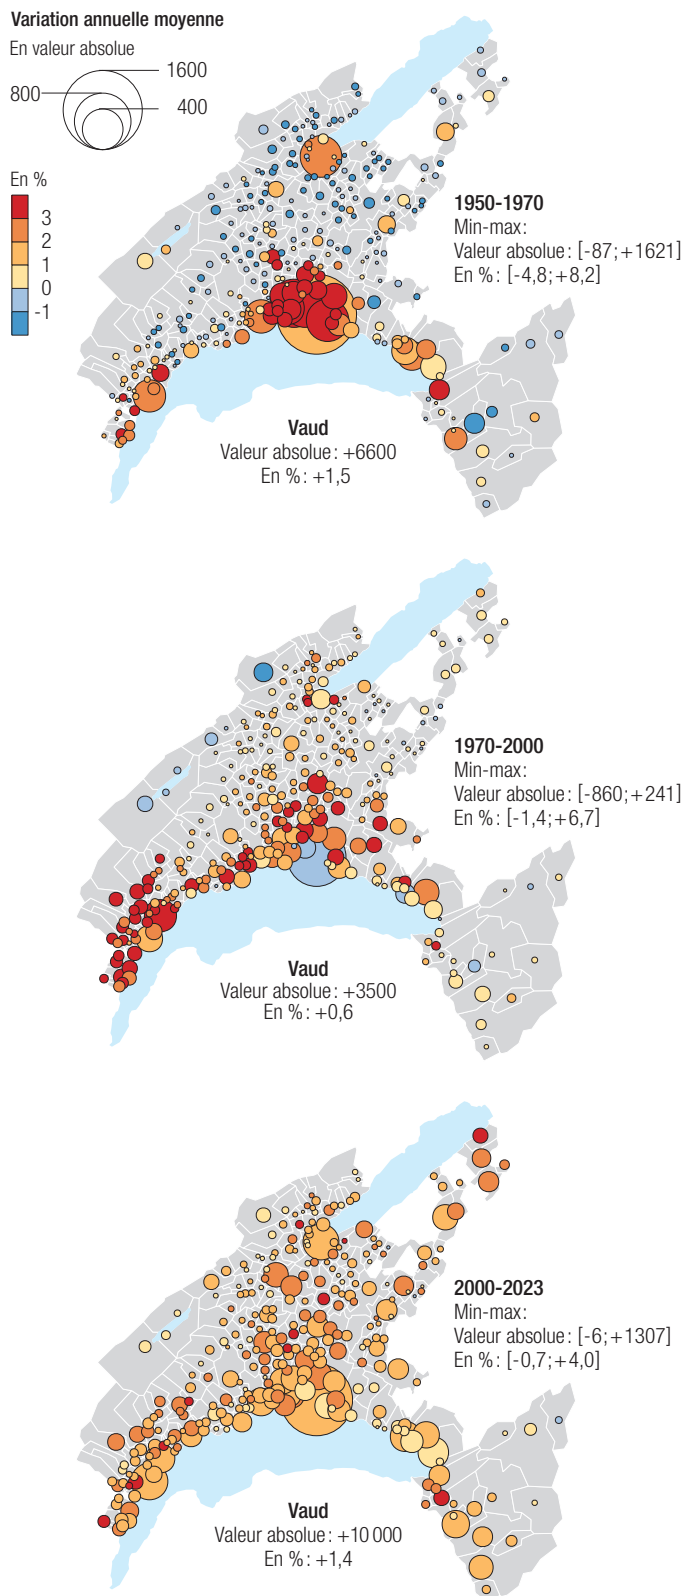 Variation annuelle moyenne
En valeur absolue
1600
800
400
En %
3
2
1
0
-1
1950-1970
Min-max:
Valeur absolue: [-87;+1621]
En %: [-4,8;+8,2]
Vaud
Valeur absolue: +6600
En %: +1,5
1970-2000
Min-max:
Valeur absolue: [-860;+241]
En %: [-1,4;+6,7]
Vaud
Valeur absolue: +3500
En %: +0,6
2000-2023
Min-max:
Valeur absolue: [-6;+1307]
En %: [-0,7;+4,0]
Vaud
Valeur absolue: +10 000
En %: +1,4